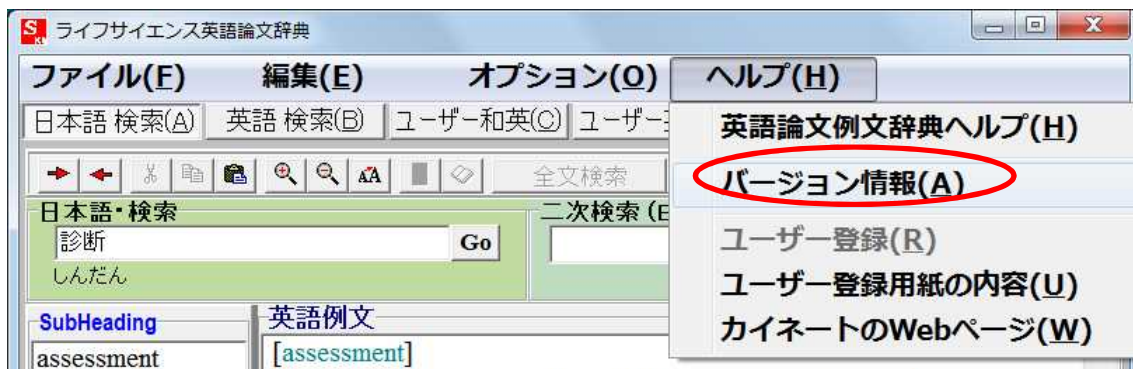 ライフサイエンス英語論文辞典
ファイル(F) 編集(E) オプション(O) ヘルプ(H)
日本語 検索(A) 英語 検索(B) ユーザー和英(C) ユーザー
英語論文例文辞典ヘルプ(H)
全文検索
バージョン情報(A)
日本語・検索 二次検索 (E
診断 Go
ユーザー登録(R)
しんだん
ユーザー登録用紙の内容(U)
SubHeading 英語例文
カイネートのWebページ(W)
assessment [assessment]